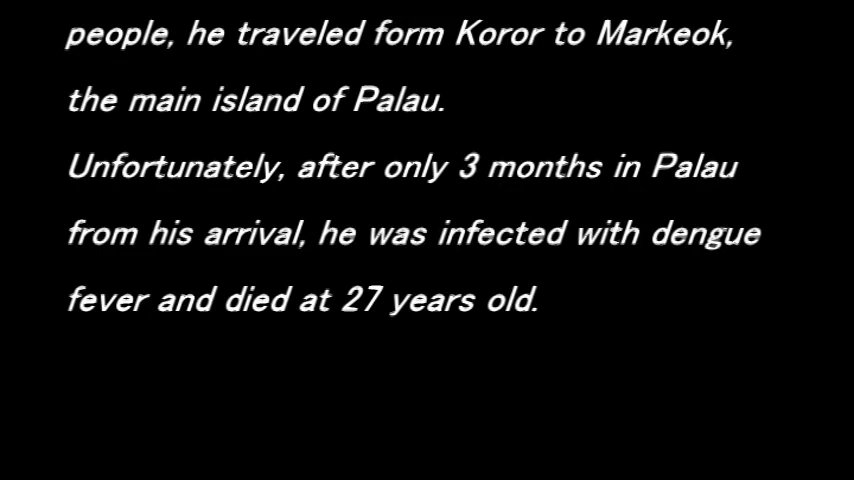 people, he traveled form Koror to Markeok,
the main island of Palau.
Unfortunately, after only 3 months in Palau
from his arrival, he was infected with dengue
fever and died at 27 years old.